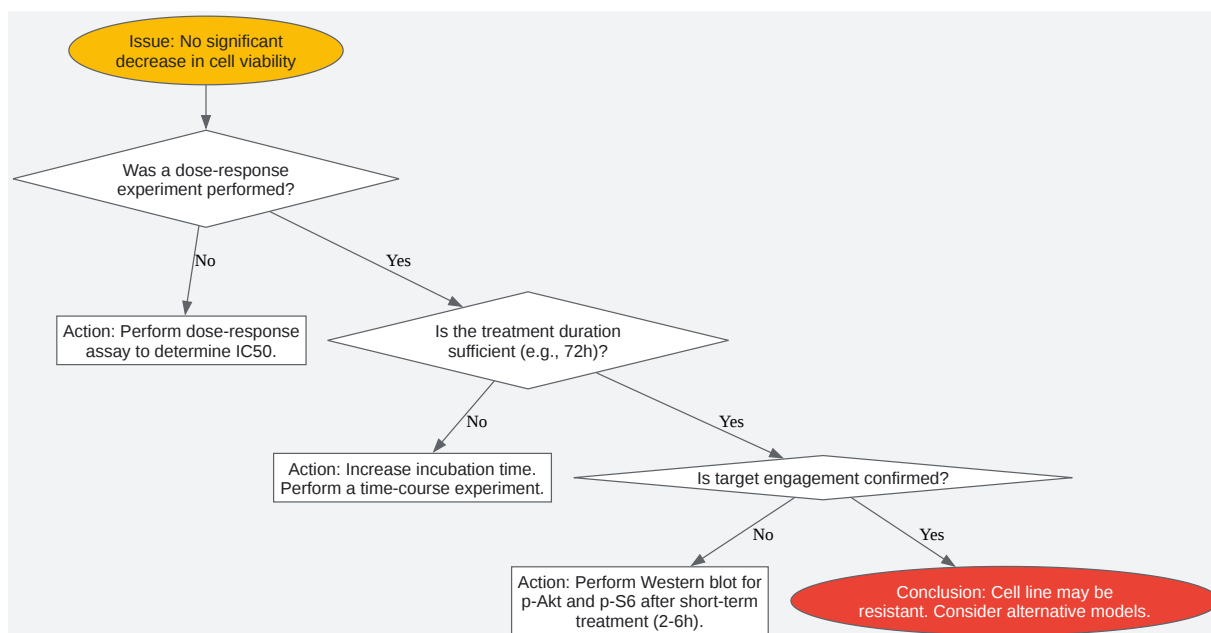 Issue: No significant
decrease in cell viability
Was a dose-response
experiment performed?
No
Yes
Action: Perform dose-response
assay to determine IC50.
Is the treatment duration
sufficient (e.g., 72h)?
No
Yes
Action: Increase incubation time.
Perform a time-course experiment.
Is target engagement confirmed?
No
Yes
Action: Perform Western blot for
p-Akt and p-S6 after short-term
treatment (2-6h).
Conclusion: Cell line may be
resistant. Consider alternative models.